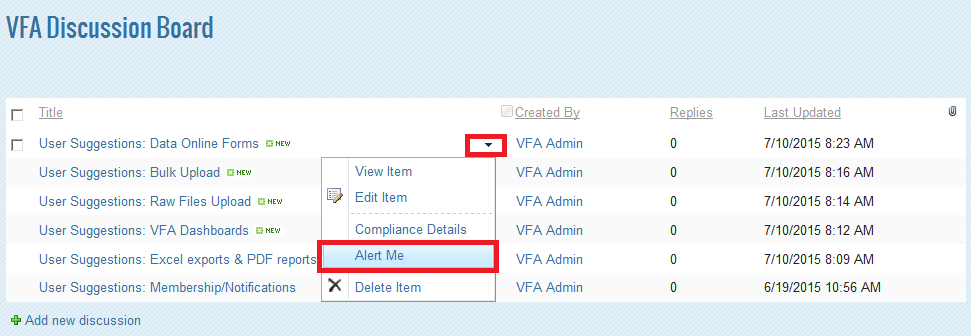 VFA Discussion Board
Title Created By Replies Last Updated
User Suggestions: Data Online Forms NEW VFA Admin 0 7/10/2015 8:23 AM
User Suggestions: Bulk Upload NEW View Item VFA Admin 0 7/10/2015 8:16 AM
User Suggestions: Raw Files Upload NEW Edit Item VFA Admin 0 7/10/2015 8:14 AM
User Suggestions: VFA Dashboards NEW Compliance Details VFA Admin 0 7/10/2015 8:12 AM
User Suggestions: Excel exports & PDF reports Alert Me VFA Admin 0 7/10/2015 8:09 AM
User Suggestions: Membership/Notifications Delete Item VFA Admin 0 6/19/2015 10:56 AM
Add new discussion